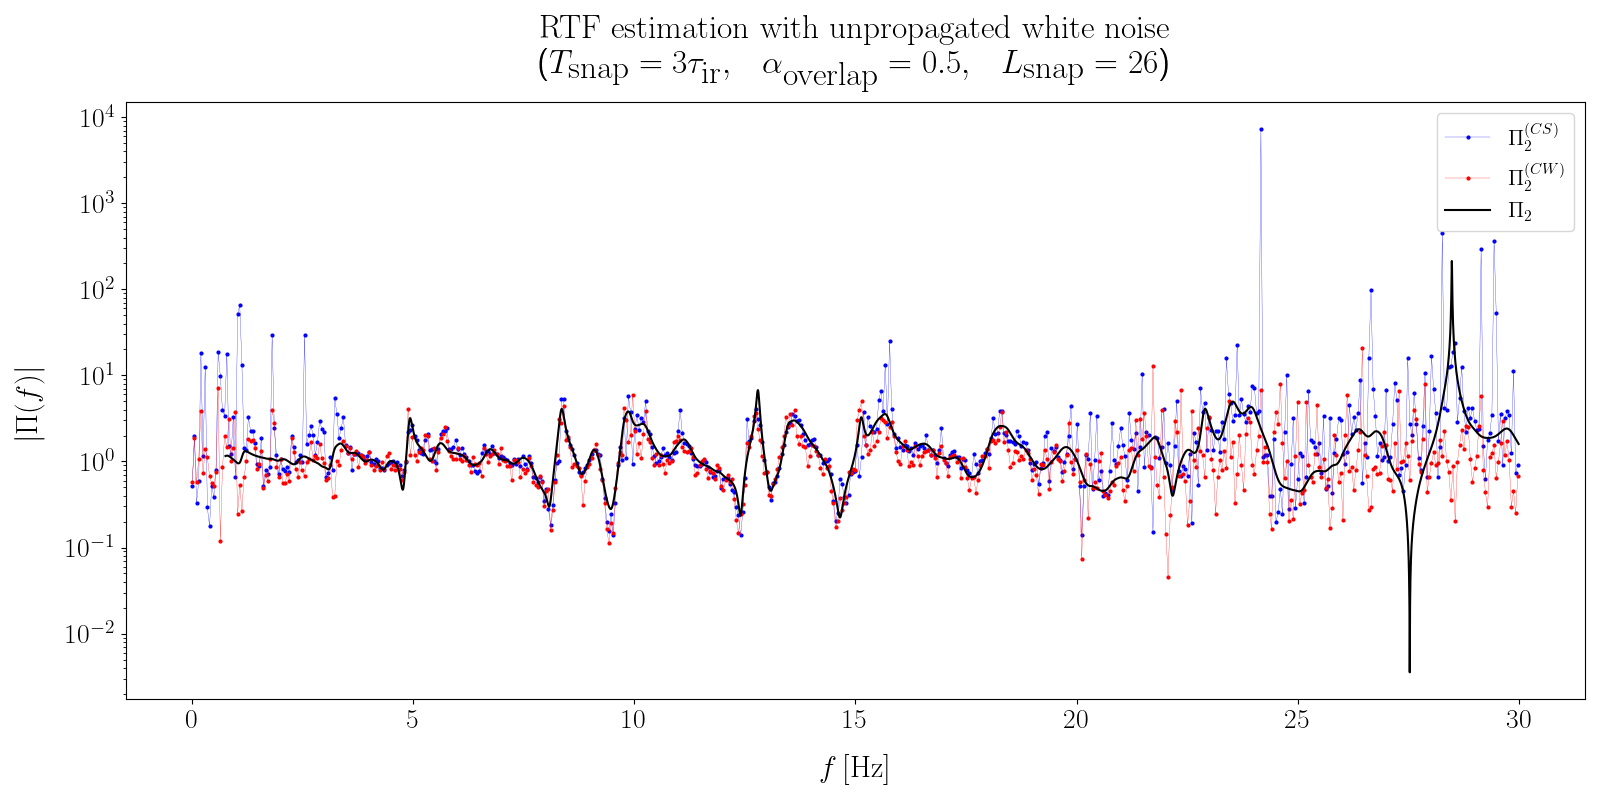 RTF estimation with unpropagated white noise
(T_snap = 3τ_ir, α_overlap = 0.5, L_snap = 26)
10^4
10^3
10^2
10^1
10^0
10^−1
10^−2
|Π(f)|
Π_2^(CS)
Π_2^(CW)
Π_2
0 5 10 15 20 25 30
f [Hz]